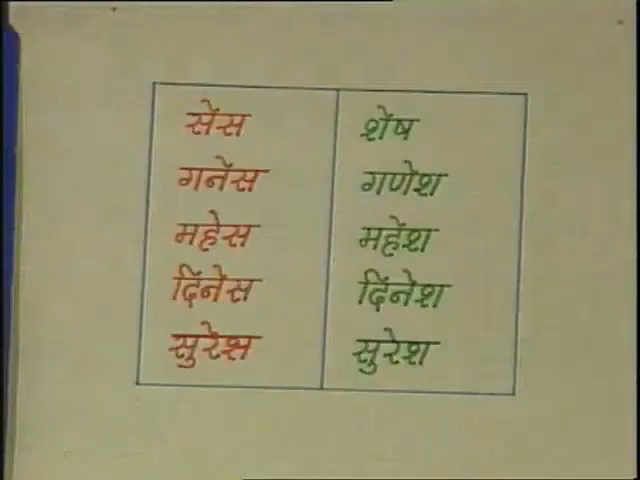 सेस शेष
गनेस गणेश
महेस महेश
दिनेस दिनेश
सुरेस सुरेश